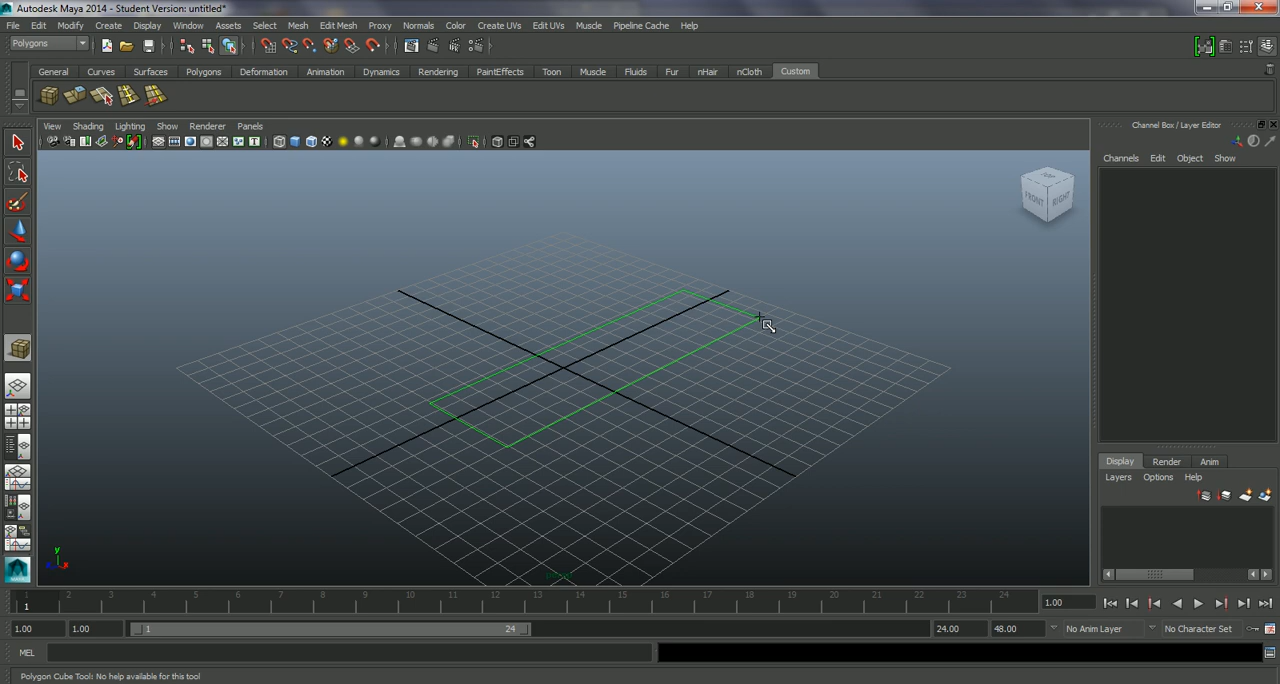 Autodesk Maya 2014 - Student Version: untitled*
File Edit Modify Create Display Window Assets Select Mesh Edit Mesh Proxy Normals Color Create UVs Edit UVs Muscle Pipeline Cache Help
Polygons
General Curves Surfaces Polygons Deformation Animation Dynamics Rendering PaintEffects Toon Muscle Fluids Fur nHair nCloth Custom
View Shading Lighting Show Renderer Panels
Channel Box / Layer Editor
Channels Edit Object Show
TOP
FRONT RIGHT
Display Render Anim
Layers Options Help
y
x
persp
1 2 3 4 5 6 7 8 9 10 11 12 13 14 15 16 17 18 19 20 21 22 23 24
1
1.00
1.00 1.00 1 24 24.00 48.00 No Anim Layer No Character Set
MEL
Polygon Cube Tool: No help available for this tool